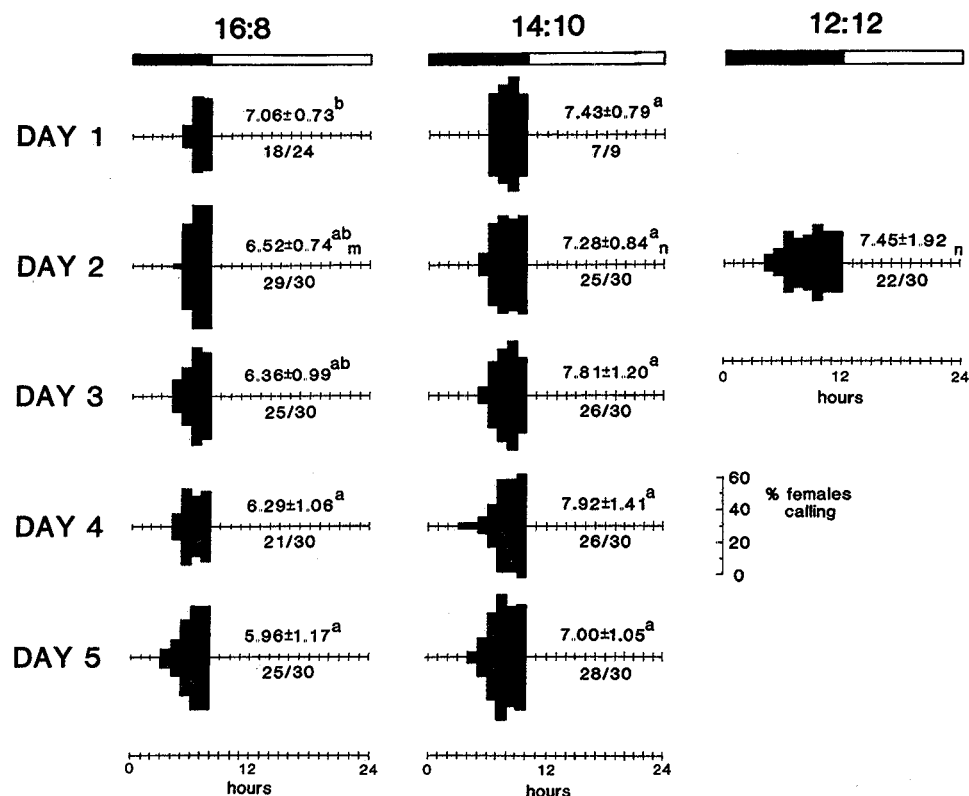 16:8 14:10 12:12
DAY 1 7.06±0.73b 7.43±0.79a
18/24 7/9
DAY 2 6.52±0.74ab m 7.28±0.84a n 7.45±1.92 n
29/30 25/30 22/30
DAY 3 6.36±0.99ab 7.81±1.20a
25/30 26/30
0 12 24
hours
DAY 4 6.29±1.06a 7.92±1.41a
21/30 26/30
60
40
20
0
% females
calling
DAY 5 5.96±1.17a 7.00±1.05a
25/30 28/30
0 12 24 0 12 24
hours hours